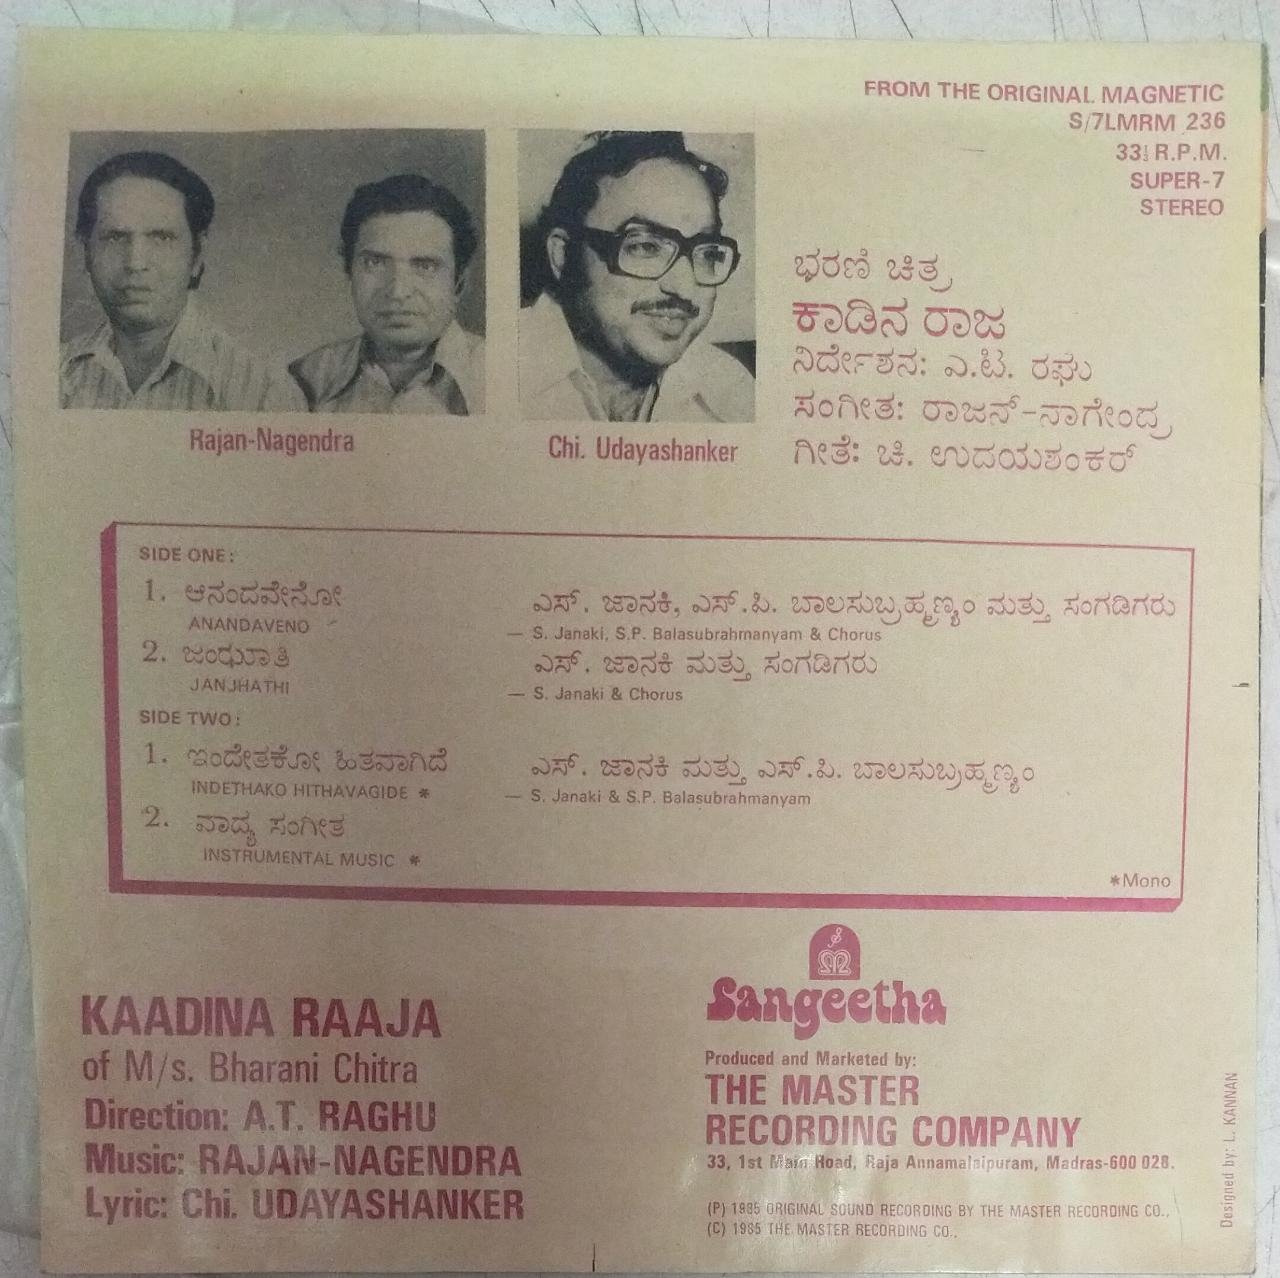 FROM THE ORIGINAL MAGNETIC
S/7LMRM 236
33⅓ R.P.M.
SUPER-7
STEREO
Rajan-Nagendra
Chi. Udayashanker
ಭರಣಿ ಚಿತ್ರ
ಕಾಡಿನ ರಾಜ
ನಿರ್ದೇಶನ: ಎ.ಟಿ. ರಘು
ಸಂಗೀತ: ರಾಜನ್-ನಾಗೇಂದ್ರ
ಗೀತೆ: ಚಿ. ಉದಯಶಂಕರ್
SIDE ONE:
1. ಆನಂದವೇನೋ ಎಸ್. ಜಾನಕಿ, ಎಸ್.ಪಿ. ಬಾಲಸುಬ್ರಹ್ಮಣ್ಯಂ ಮತ್ತು ಸಂಗಡಿಗರು
ANANDAVENO — S. Janaki, S.P. Balasubrahmanyam & Chorus
2. ಜಂಝಾತಿ ಎಸ್. ಜಾನಕಿ ಮತ್ತು ಸಂಗಡಿಗರು
JANJHATHI — S. Janaki & Chorus
SIDE TWO:
1. ಇಂದೇತಕೋ ಹಿತವಾಗಿದೆ ಎಸ್. ಜಾನಕಿ ಮತ್ತು ಎಸ್.ಪಿ. ಬಾಲಸುಬ್ರಹ್ಮಣ್ಯಂ
INDETHAKO HITHAVAGIDE * — S. Janaki & S.P. Balasubrahmanyam
2. ವಾದ್ಯ ಸಂಗೀತ
INSTRUMENTAL MUSIC *
*Mono
KAADINA RAAJA
of M/s. Bharani Chitra
Direction: A.T. RAGHU
Music: RAJAN-NAGENDRA
Lyric: Chi. UDAYASHANKER
Sangeetha
Produced and Marketed by:
THE MASTER
RECORDING COMPANY
33, 1st Main Road, Raja Annamalaipuram, Madras-600 028.
(P) 1985 ORIGINAL SOUND RECORDING BY THE MASTER RECORDING CO.,
(C) 1985 THE MASTER RECORDING CO.,
Designed by: L. KANNAN